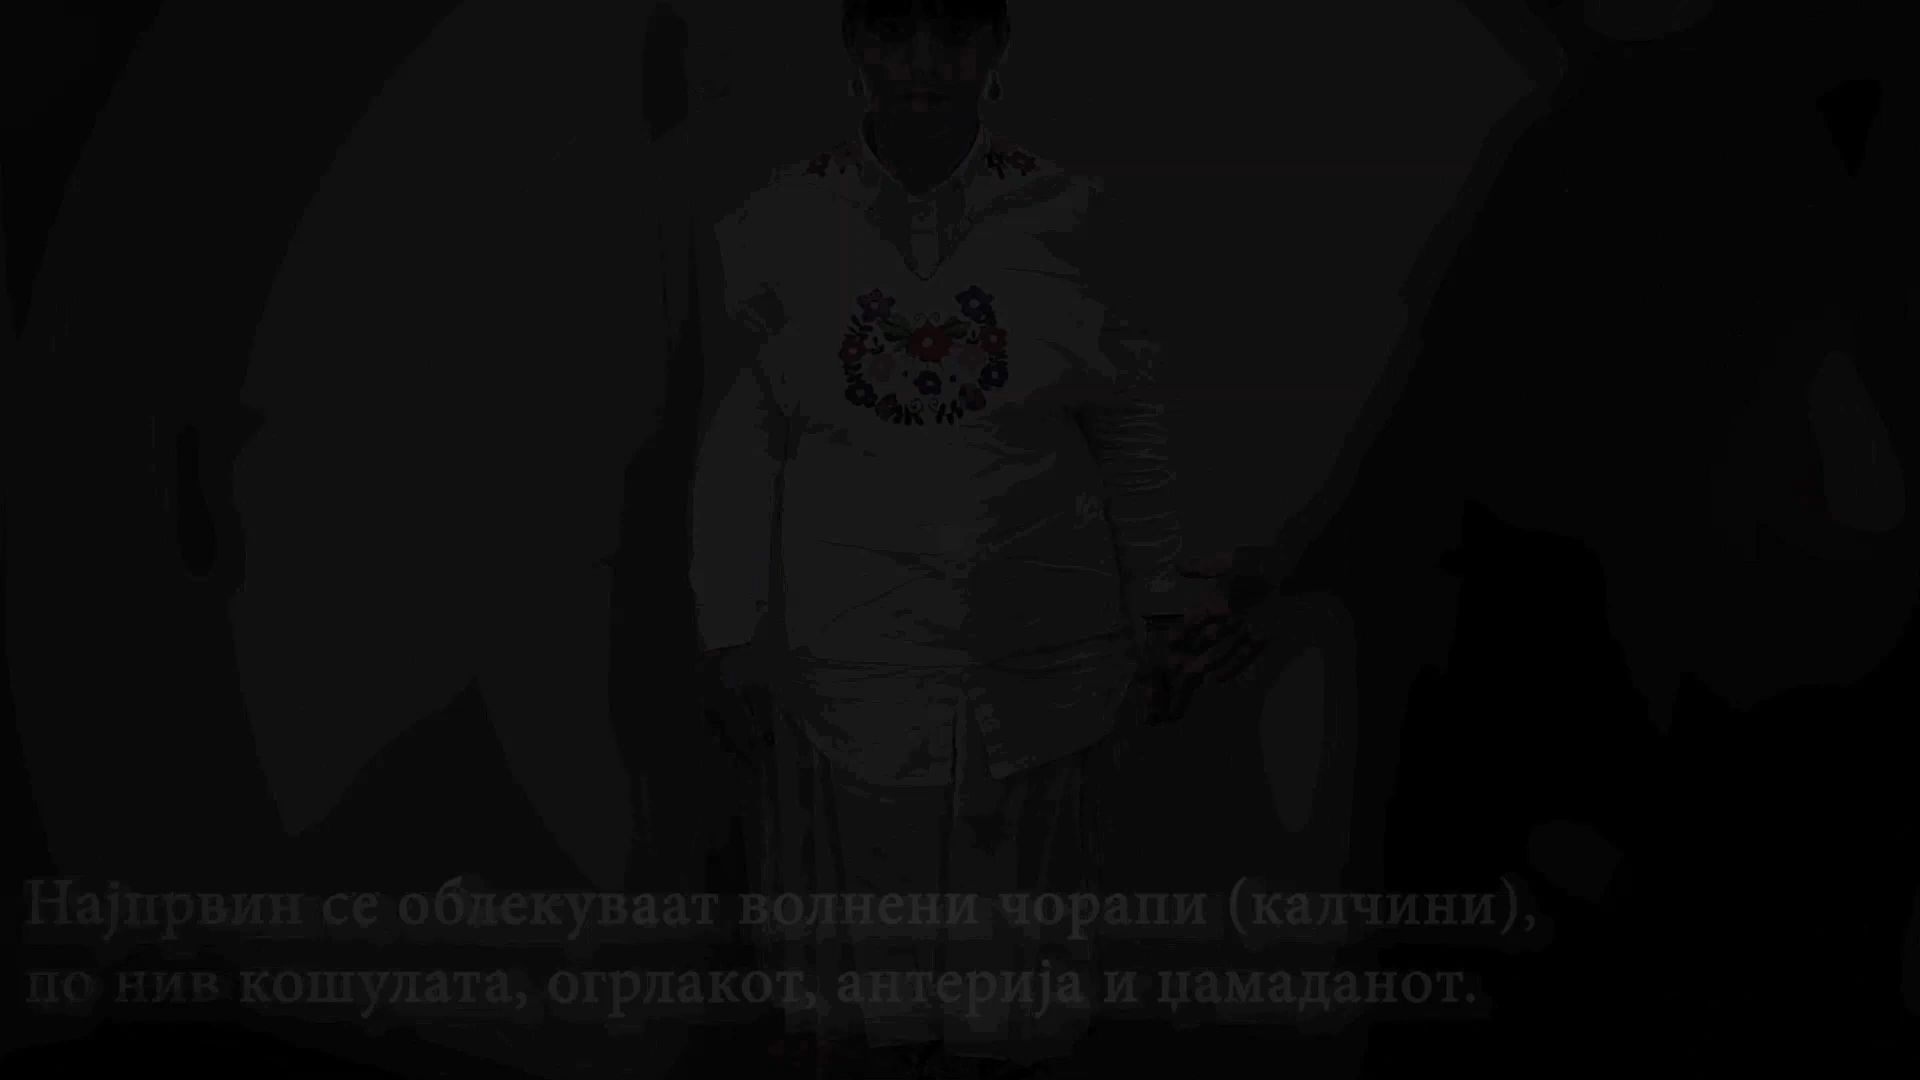 Најпрвин се облекуваат волнени чорапи (калчини),
по нив кошулата, огрлакот, антерија и џамаданот.